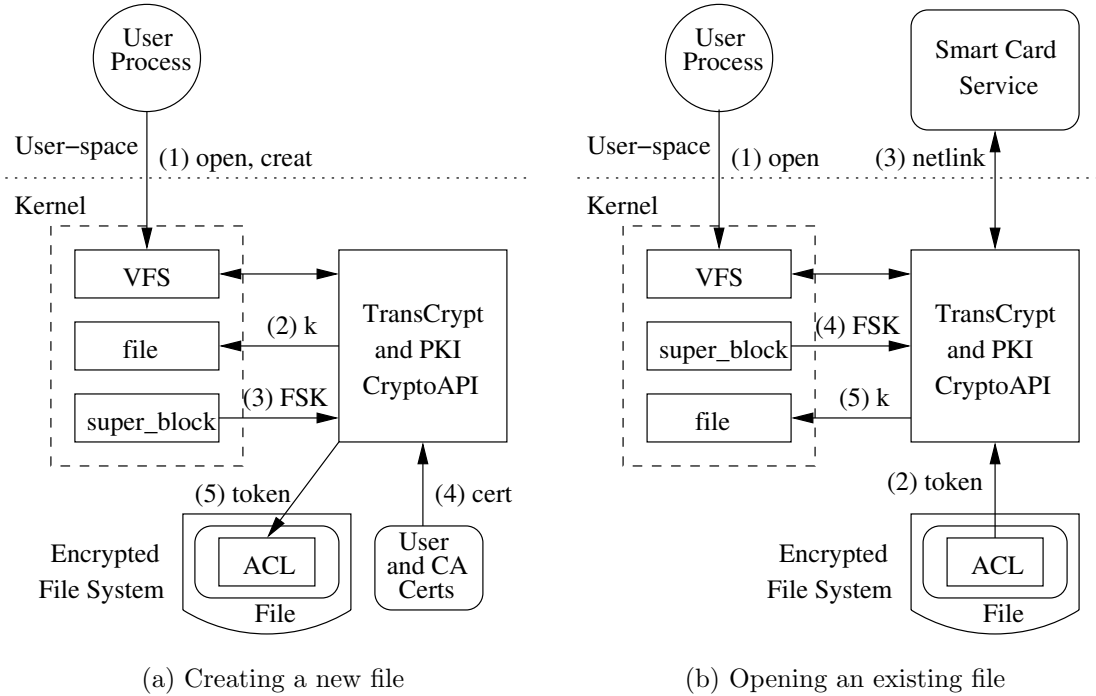 User
Process
User-space
(1) open, creat
Kernel
VFS
file
super_block
(2) k
(3) FSK
TransCrypt
and PKI
CryptoAPI
(5) token
(4) cert
Encrypted
File System
ACL
File
User
and CA
Certs
(a) Creating a new file
User
Process
Smart Card
Service
User-space
(1) open
(3) netlink
Kernel
VFS
super_block
file
(4) FSK
(5) k
TransCrypt
and PKI
CryptoAPI
(2) token
Encrypted
File System
ACL
File
(b) Opening an existing file